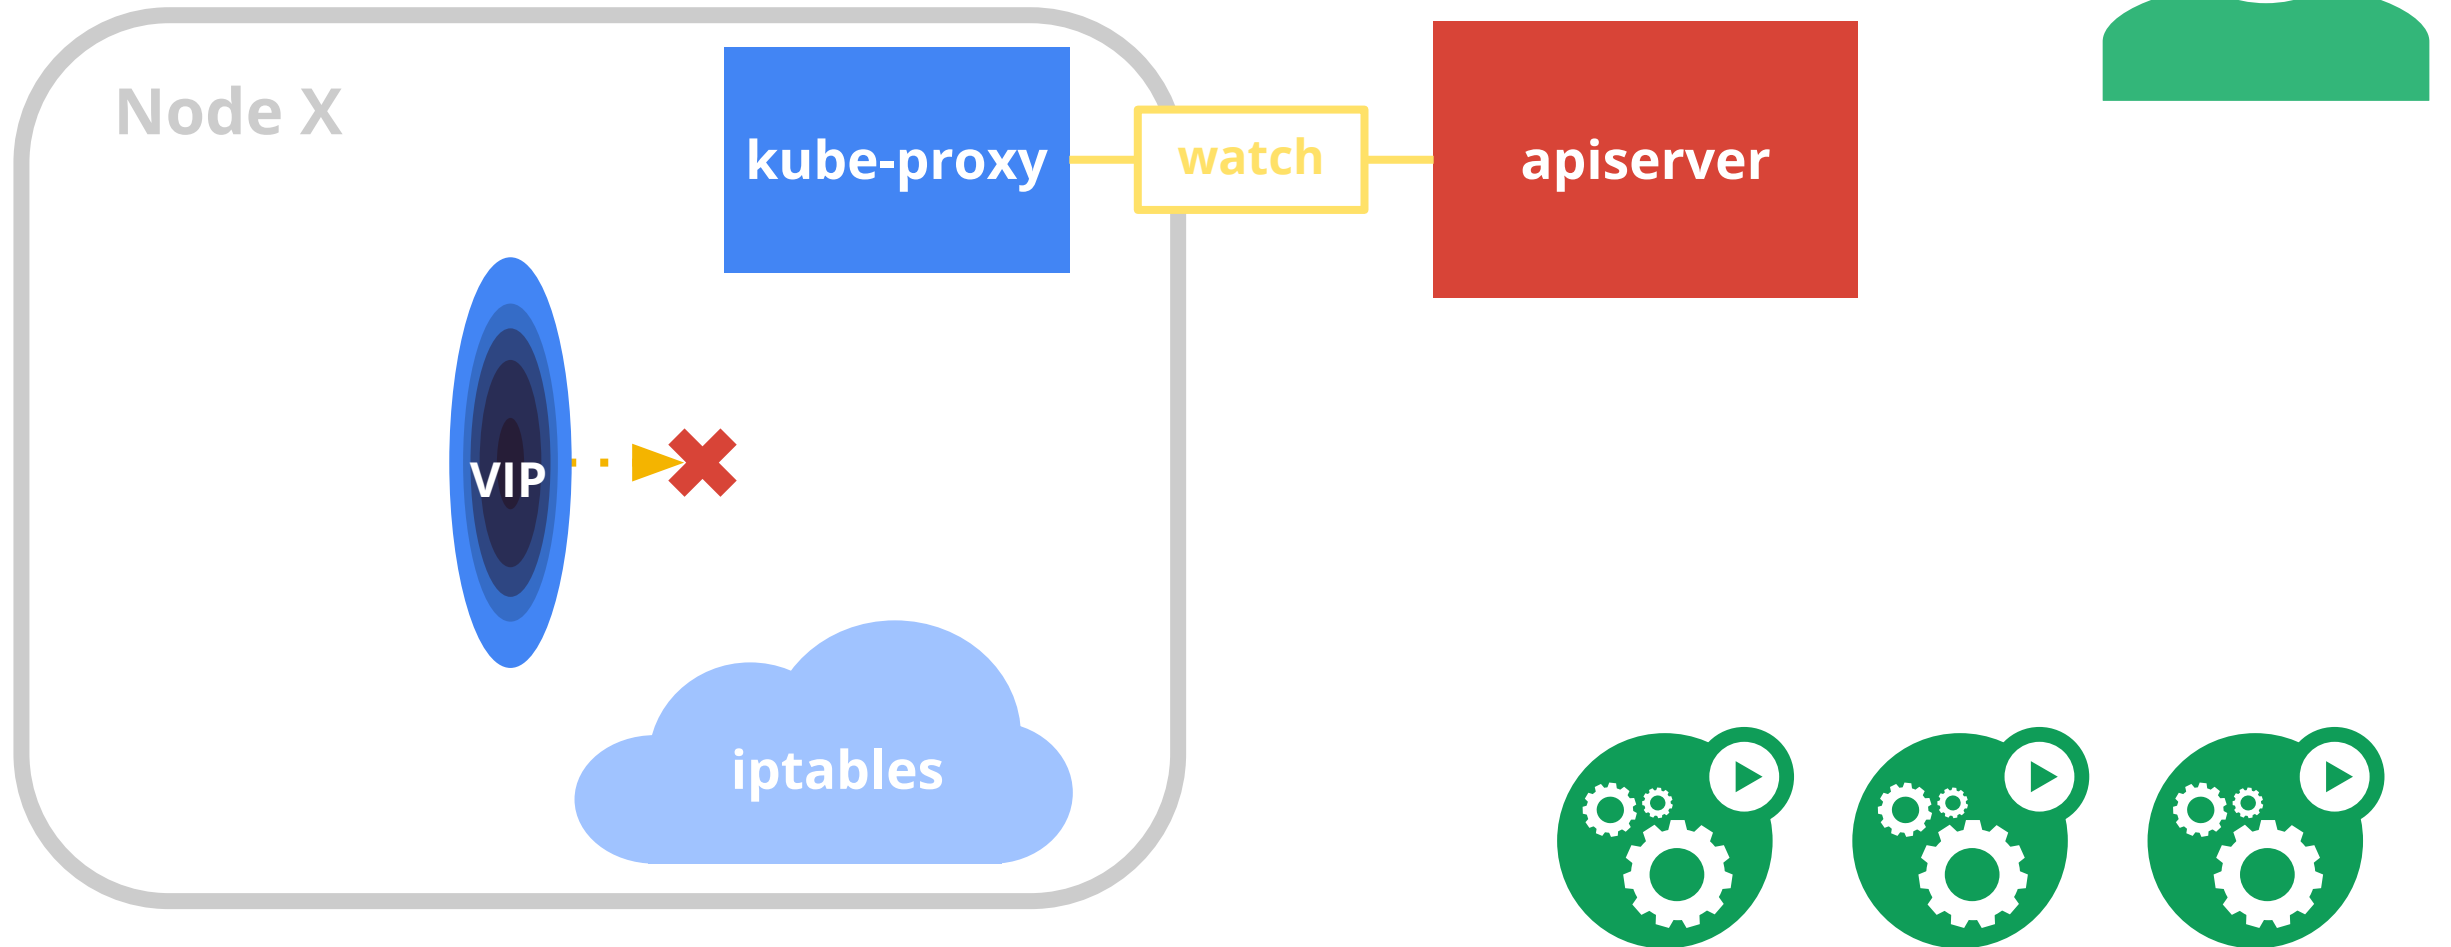 Node X
kube-proxy
watch
apiserver
VIP
iptables